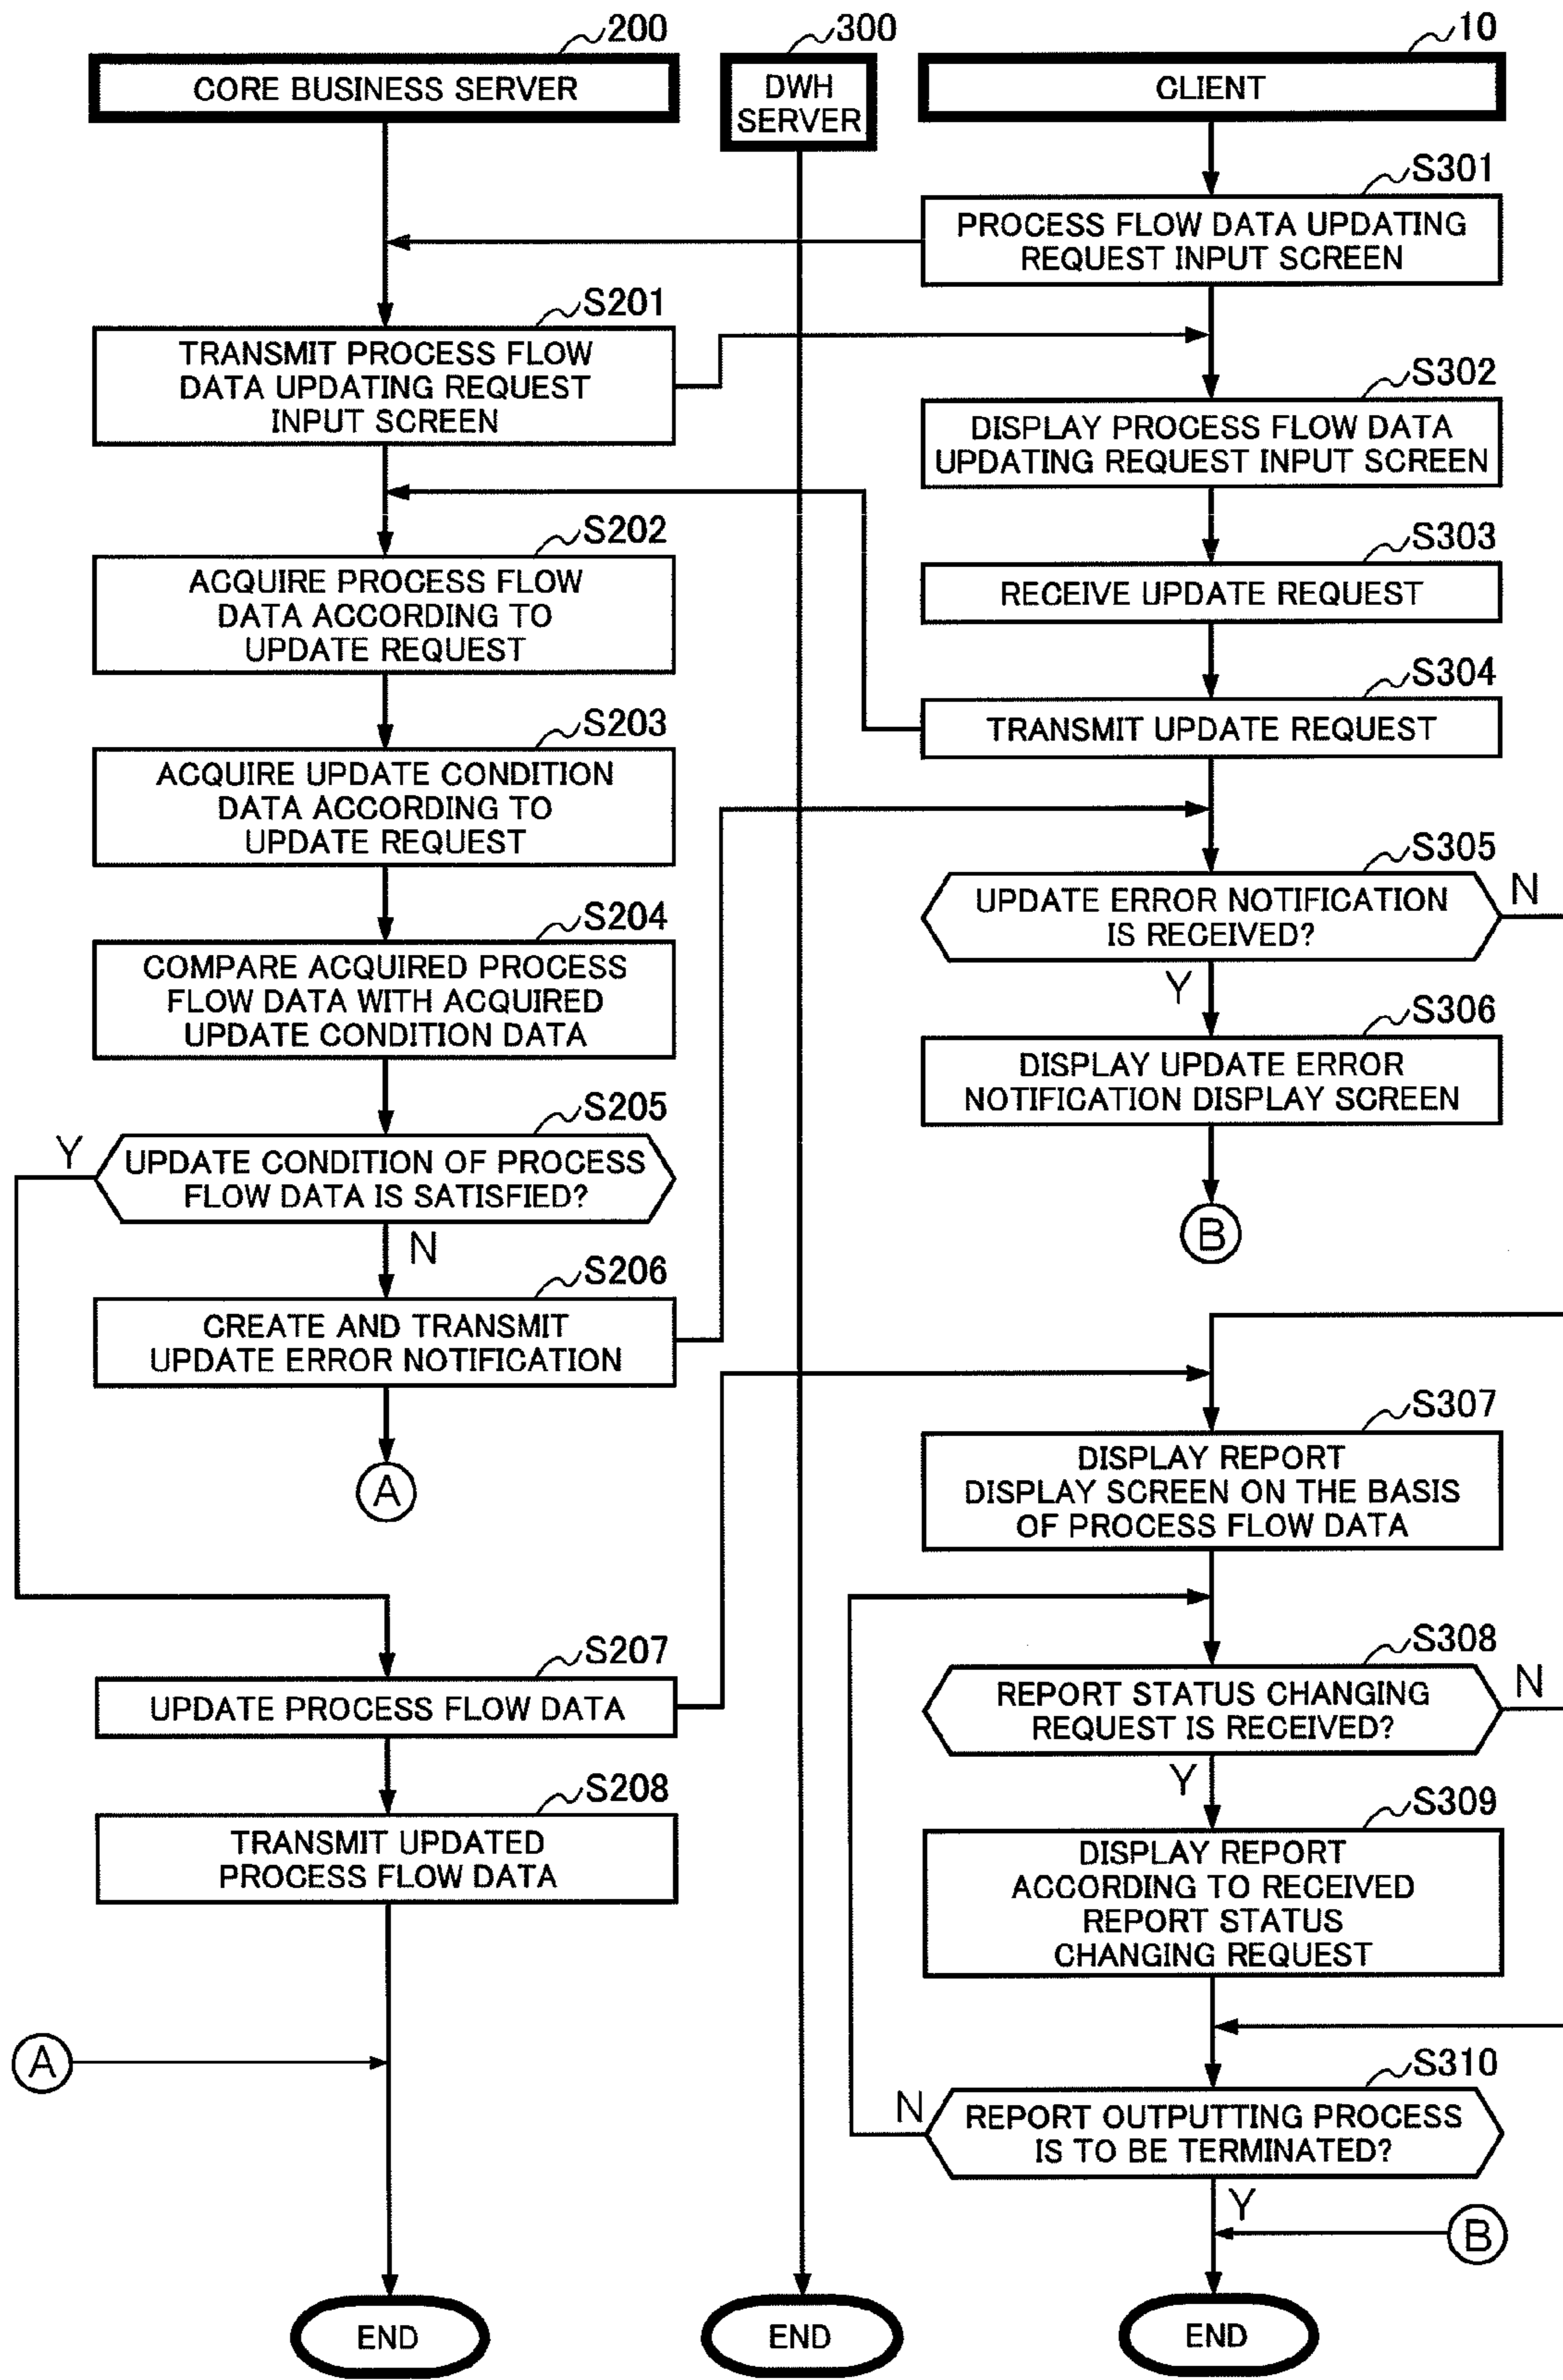 200
CORE BUSINESS SERVER
300
DWH
SERVER
10
CLIENT
S301
PROCESS FLOW DATA UPDATING
REQUEST INPUT SCREEN
S201
TRANSMIT PROCESS FLOW
DATA UPDATING REQUEST
INPUT SCREEN
S302
DISPLAY PROCESS FLOW DATA
UPDATING REQUEST INPUT SCREEN
S202
ACQUIRE PROCESS FLOW
DATA ACCORDING TO
UPDATE REQUEST
S303
RECEIVE UPDATE REQUEST
S304
TRANSMIT UPDATE REQUEST
S203
ACQUIRE UPDATE CONDITION
DATA ACCORDING TO
UPDATE REQUEST
S305
UPDATE ERROR NOTIFICATION
IS RECEIVED?
N
Y
S204
COMPARE ACQUIRED PROCESS
FLOW DATA WITH ACQUIRED
UPDATE CONDITION DATA
S306
DISPLAY UPDATE ERROR
NOTIFICATION DISPLAY SCREEN
B
S205
Y
UPDATE CONDITION OF PROCESS
FLOW DATA IS SATISFIED?
N
S206
CREATE AND TRANSMIT
UPDATE ERROR NOTIFICATION
A
S307
DISPLAY REPORT
DISPLAY SCREEN ON THE BASIS
OF PROCESS FLOW DATA
S207
UPDATE PROCESS FLOW DATA
S308
REPORT STATUS CHANGING
REQUEST IS RECEIVED?
N
Y
S208
TRANSMIT UPDATED
PROCESS FLOW DATA
S309
DISPLAY REPORT
ACCORDING TO RECEIVED
REPORT STATUS
CHANGING REQUEST
A
S310
N
REPORT OUTPUTTING PROCESS
IS TO BE TERMINATED?
Y
B
END
END
END